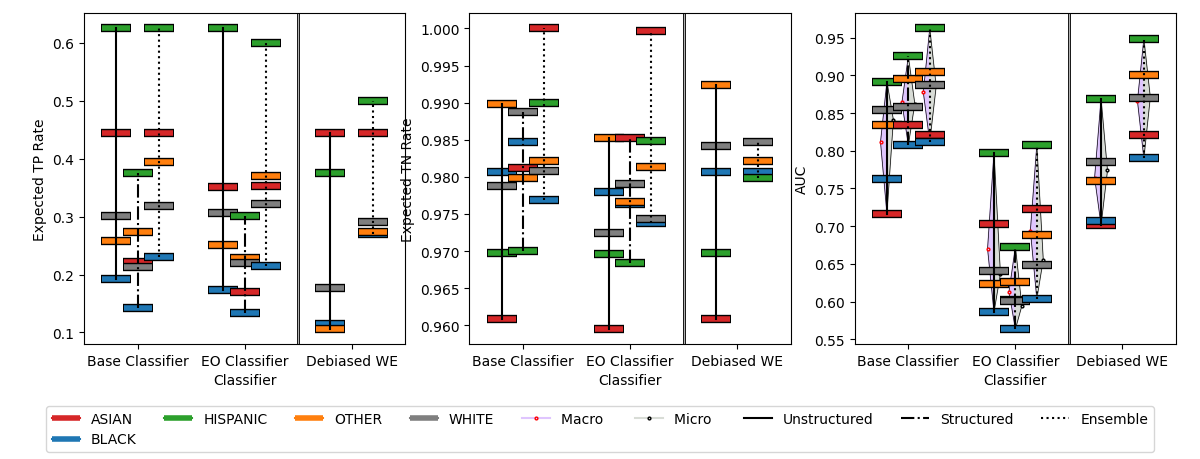 Expected TP Rate
0.6
0.5
0.4
0.3
0.2
0.1
Base Classifier EO Classifier Debiased WE
Classifier
Expected TN Rate
1.000
0.995
0.990
0.985
0.980
0.975
0.970
0.965
0.960
Base Classifier EO Classifier Debiased WE
Classifier
AUC
0.95
0.90
0.85
0.80
0.75
0.70
0.65
0.60
0.55
Base Classifier EO Classifier Debiased WE
Classifier
ASIAN HISPANIC OTHER WHITE Macro Micro Unstructured Structured Ensemble
BLACK